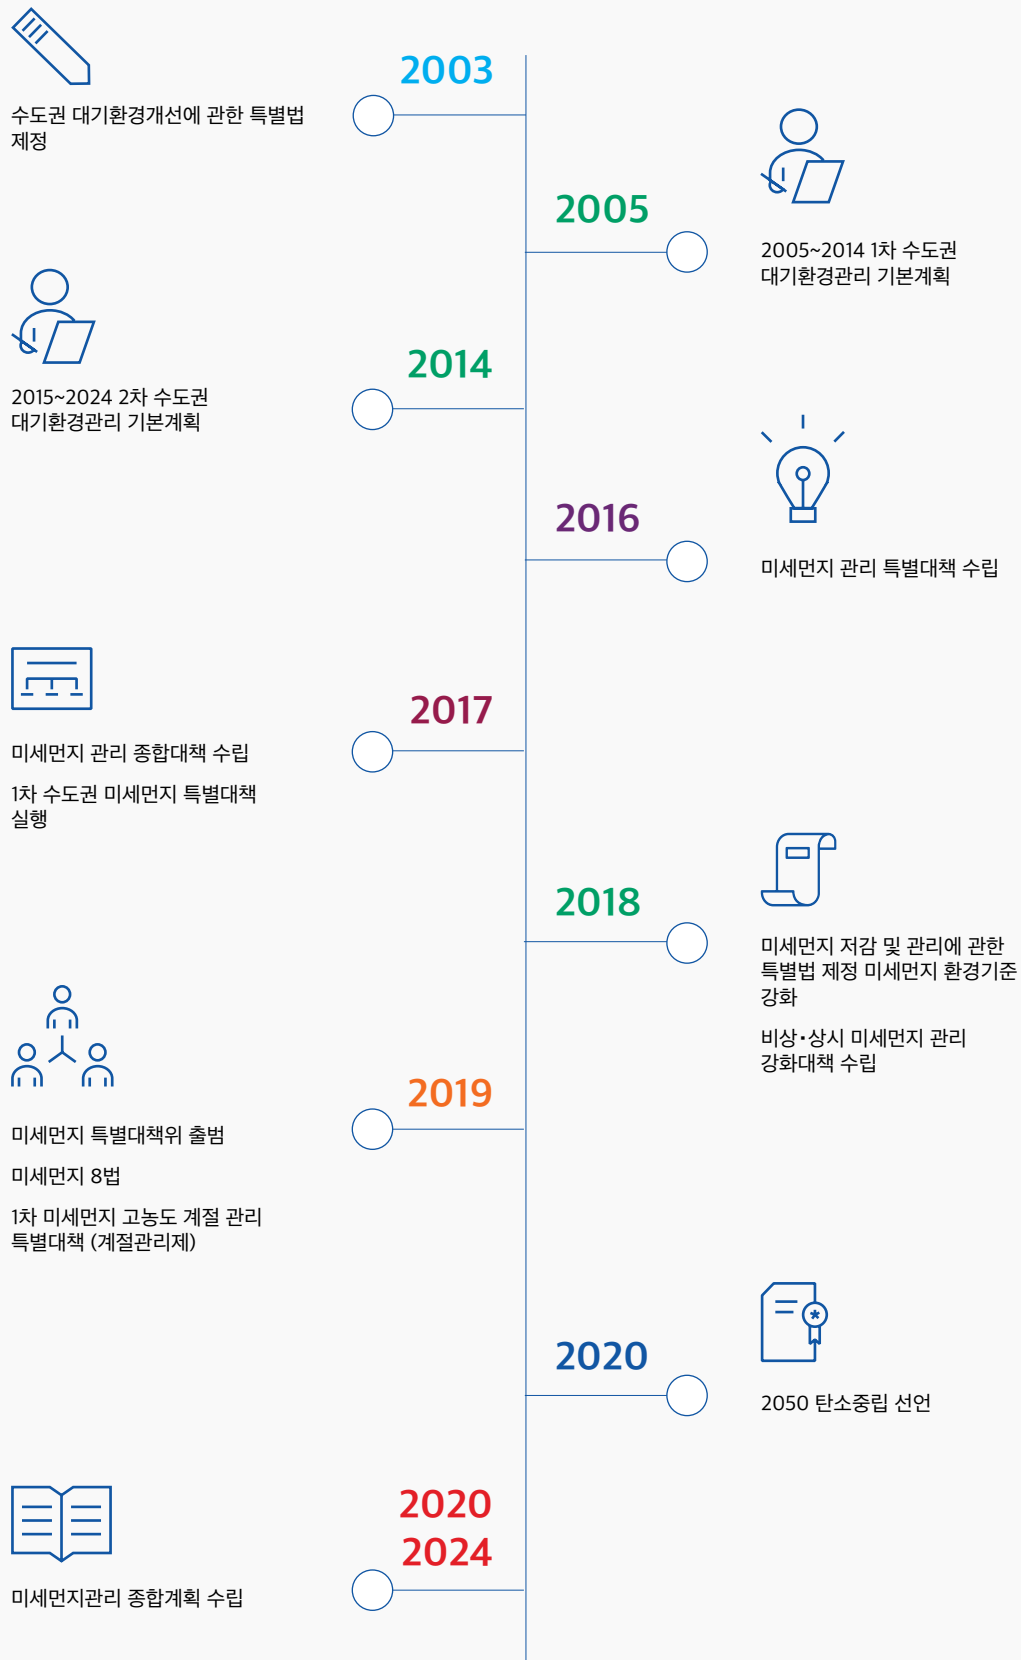 2003
수도권 대기환경개선에 관한 특별법
제정
2005
2005~2014 1차 수도권
대기환경관리 기본계획
2014
2015~2024 2차 수도권
대기환경관리 기본계획
2016
미세먼지 관리 특별대책 수립
2017
미세먼지 관리 종합대책 수립
1차 수도권 미세먼지 특별대책
실행
2018
미세먼지 저감 및 관리에 관한
특별법 제정 미세먼지 환경기준
강화
비상·상시 미세먼지 관리
강화대책 수립
2019
미세먼지 특별대책위 출범
미세먼지 8법
1차 미세먼지 고농도 계절 관리
특별대책 (계절관리제)
2020
2050 탄소중립 선언
2020
2024
미세먼지관리 종합계획 수립